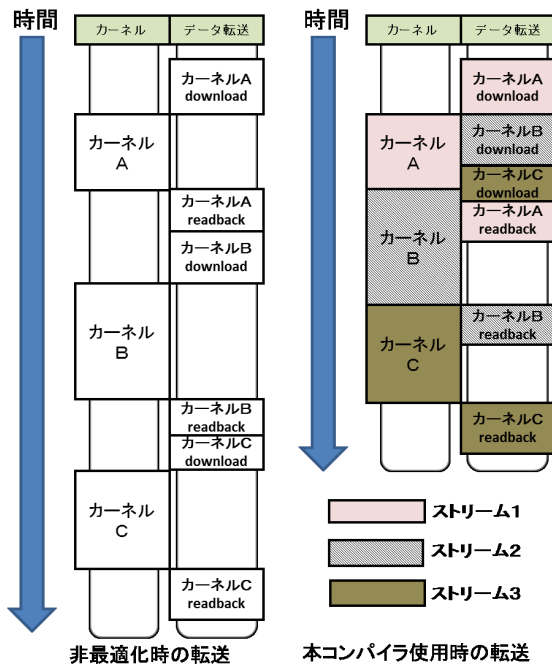 時間
カーネル
データ転送
カーネルA
download
カーネル
A
カーネルA
readback
カーネルB
download
カーネル
B
カーネルB
readback
カーネルC
download
カーネル
C
カーネルC
readback
非最適化時の転送
時間
カーネル
データ転送
カーネルA
download
カーネル
A
カーネルB
download
カーネルC
download
カーネルA
readback
カーネル
B
カーネルB
readback
カーネル
C
カーネルC
readback
ストリーム1
ストリーム2
ストリーム3
本コンパイラ使用時の転送